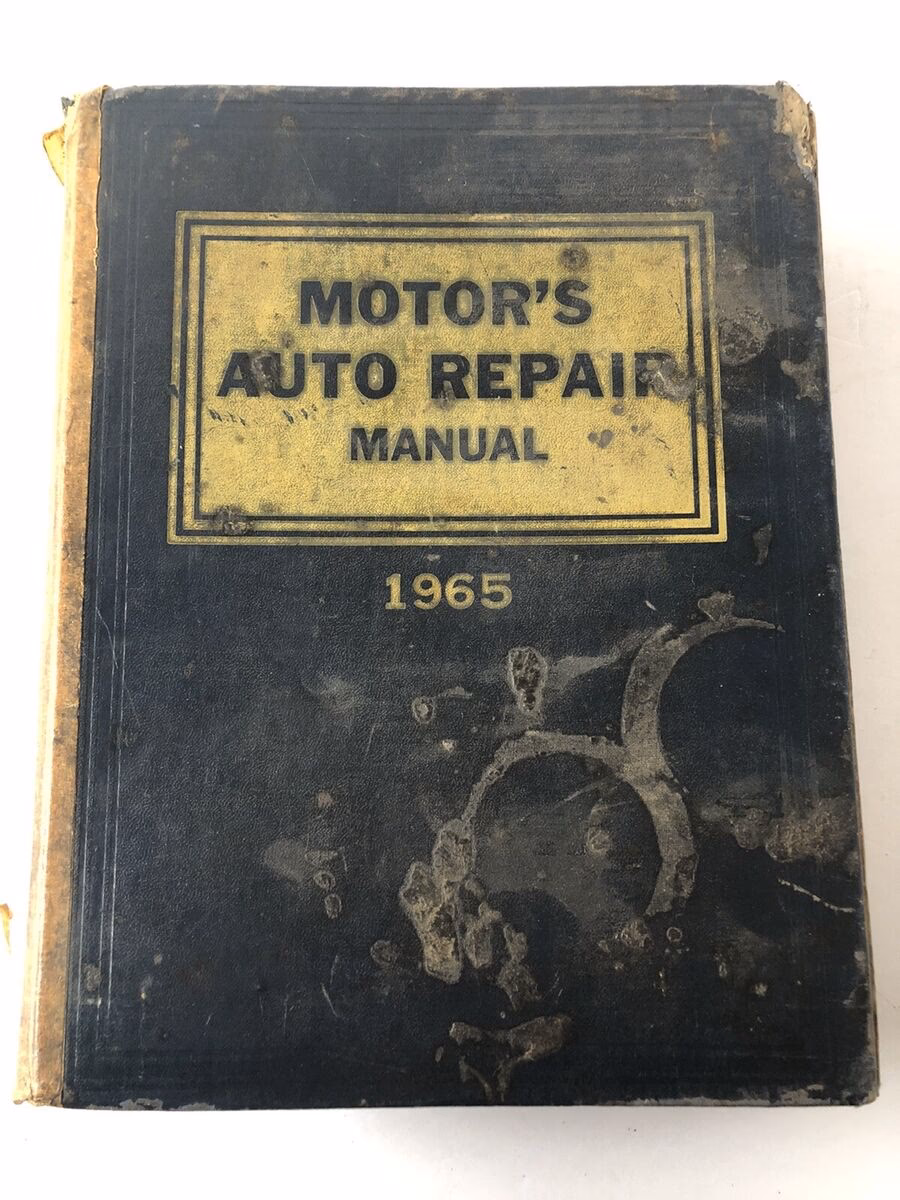 MOTOR'S
AUTO REPAIR
MANUAL
1965